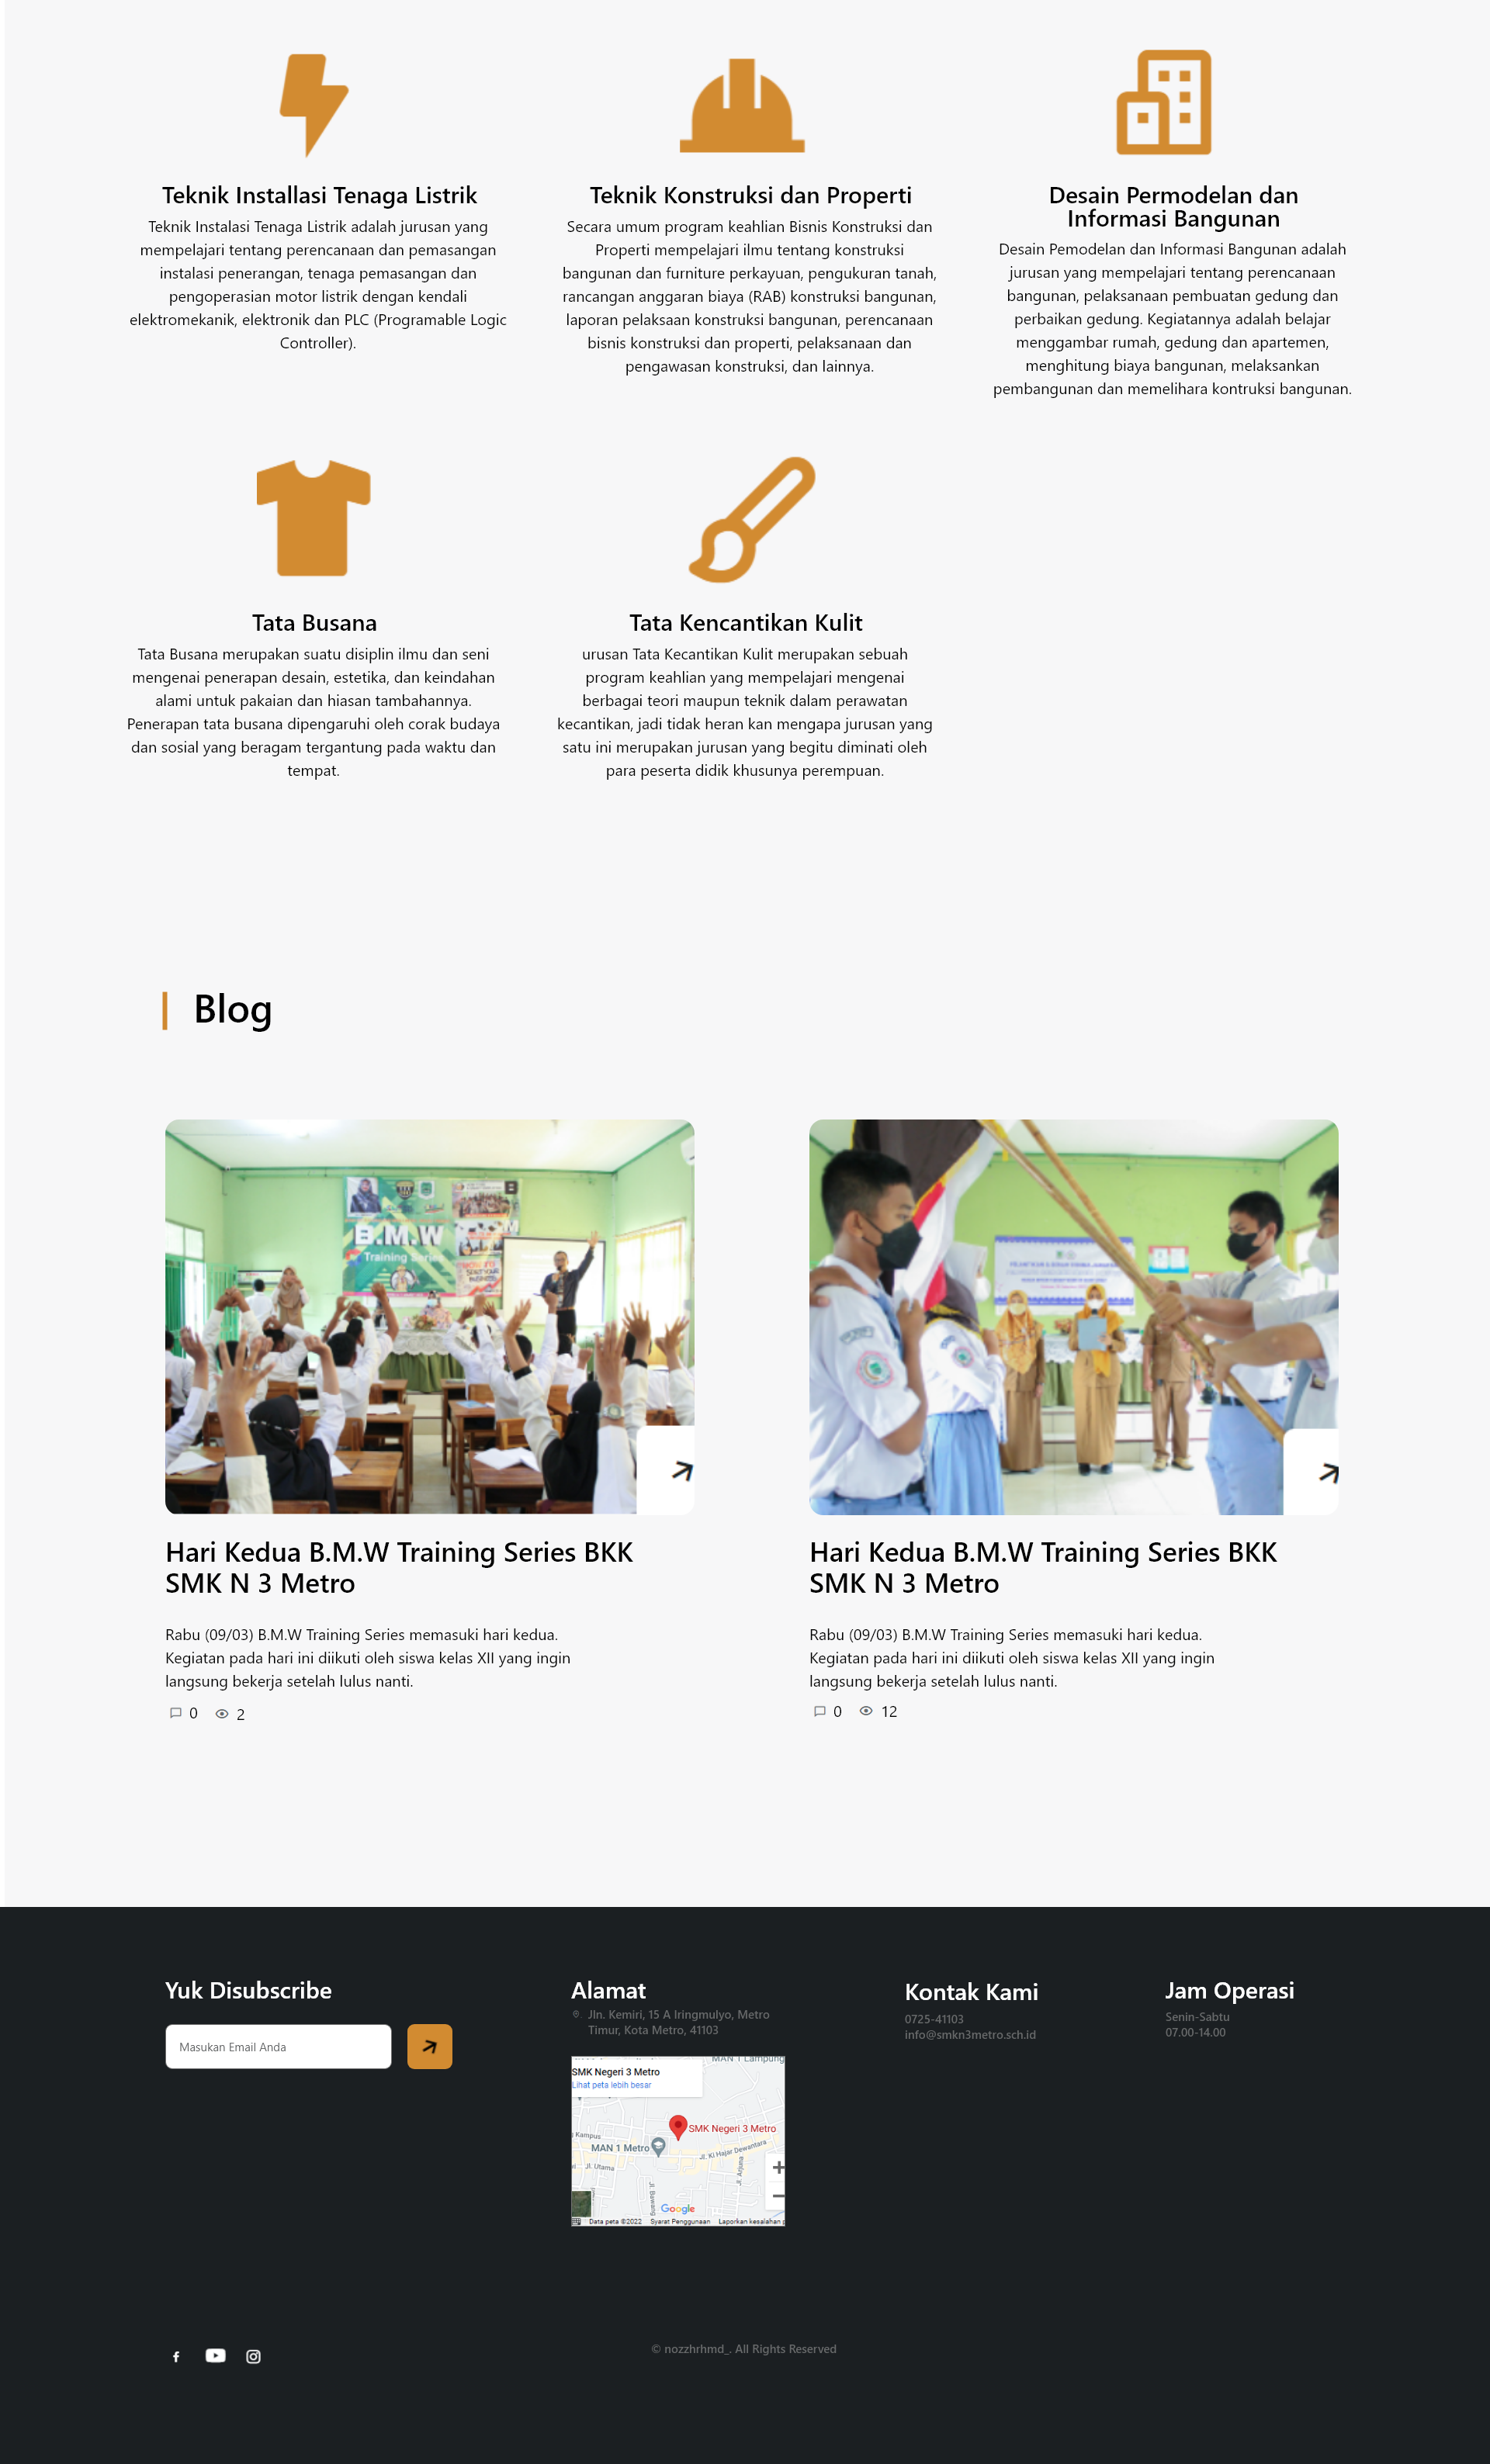 Teknik Installasi Tenaga Listrik
Teknik Instalasi Tenaga Listrik adalah jurusan yang
mempelajari tentang perencanaan dan pemasangan
instalasi penerangan, tenaga pemasangan dan
pengoperasian motor listrik dengan kendali
elektromekanik, elektronik dan PLC (Programable Logic
Controller).
Teknik Konstruksi dan Properti
Secara umum program keahlian Bisnis Konstruksi dan
Properti mempelajari ilmu tentang konstruksi
bangunan dan furniture perkayuan, pengukuran tanah,
rancangan anggaran biaya (RAB) konstruksi bangunan,
laporan pelaksaan konstruksi bangunan, perencanaan
bisnis konstruksi dan properti, pelaksanaan dan
pengawasan konstruksi, dan lainnya.
Desain Permodelan dan
Informasi Bangunan
Desain Pemodelan dan Informasi Bangunan adalah
jurusan yang mempelajari tentang perencanaan
bangunan, pelaksanaan pembuatan gedung dan
perbaikan gedung. Kegiatannya adalah belajar
menggambar rumah, gedung dan apartemen,
menghitung biaya bangunan, melaksankan
pembangunan dan memelihara kontruksi bangunan.
Tata Busana
Tata Busana merupakan suatu disiplin ilmu dan seni
mengenai penerapan desain, estetika, dan keindahan
alami untuk pakaian dan hiasan tambahannya.
Penerapan tata busana dipengaruhi oleh corak budaya
dan sosial yang beragam tergantung pada waktu dan
tempat.
Tata Kencantikan Kulit
urusan Tata Kecantikan Kulit merupakan sebuah
program keahlian yang mempelajari mengenai
berbagai teori maupun teknik dalam perawatan
kecantikan, jadi tidak heran kan mengapa jurusan yang
satu ini merupakan jurusan yang begitu diminati oleh
para peserta didik khusunya perempuan.
Blog
B.M.W
Training Series
Hari Kedua B.M.W Training Series BKK
SMK N 3 Metro
Rabu (09/03) B.M.W Training Series memasuki hari kedua.
Kegiatan pada hari ini diikuti oleh siswa kelas XII yang ingin
langsung bekerja setelah lulus nanti.
0 2
Hari Kedua B.M.W Training Series BKK
SMK N 3 Metro
Rabu (09/03) B.M.W Training Series memasuki hari kedua.
Kegiatan pada hari ini diikuti oleh siswa kelas XII yang ingin
langsung bekerja setelah lulus nanti.
0 12
Yuk Disubscribe
Masukan Email Anda
Alamat
Jln. Kemiri, 15 A Iringmulyo, Metro
Timur, Kota Metro, 41103
MAN 1 Lampung
SMK Negeri 3 Metro
Lihat peta lebih besar
SMK Negeri 3 Metro
Kampus
MAN 1 Metro
Jl. Ki Hajar Dewantara
Jl. Utama
Jl. Arjuna
Jl. Bawang
Google
Data peta ©2022 Syarat Penggunaan Laporkan kesalahan p
Kontak Kami
0725-41103
info@smkn3metro.sch.id
Jam Operasi
Senin-Sabtu
07.00-14.00
© nozzhrhmd_. All Rights Reserved